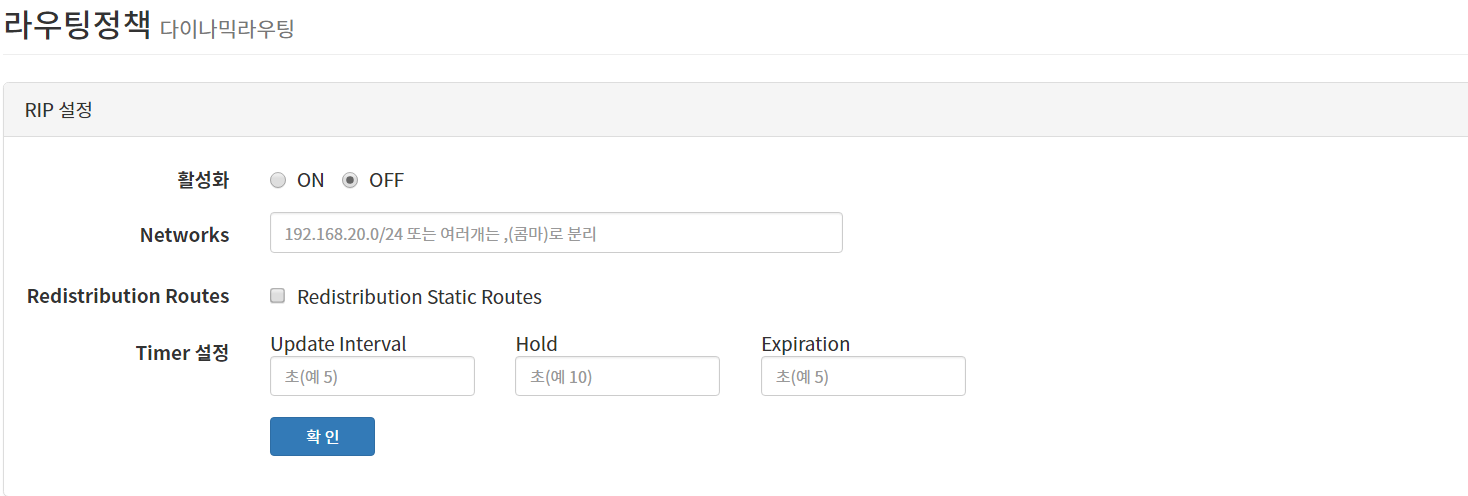 라우팅정책 다이나믹라우팅
RIP 설정
활성화 ON OFF
Networks 192.168.20.0/24 또는 여러개는 ,(콤마)로 분리
Redistribution Routes Redistribution Static Routes
Timer 설정 Update Interval Hold Expiration
초(예 5) 초(예 10) 초(예 5)
확 인